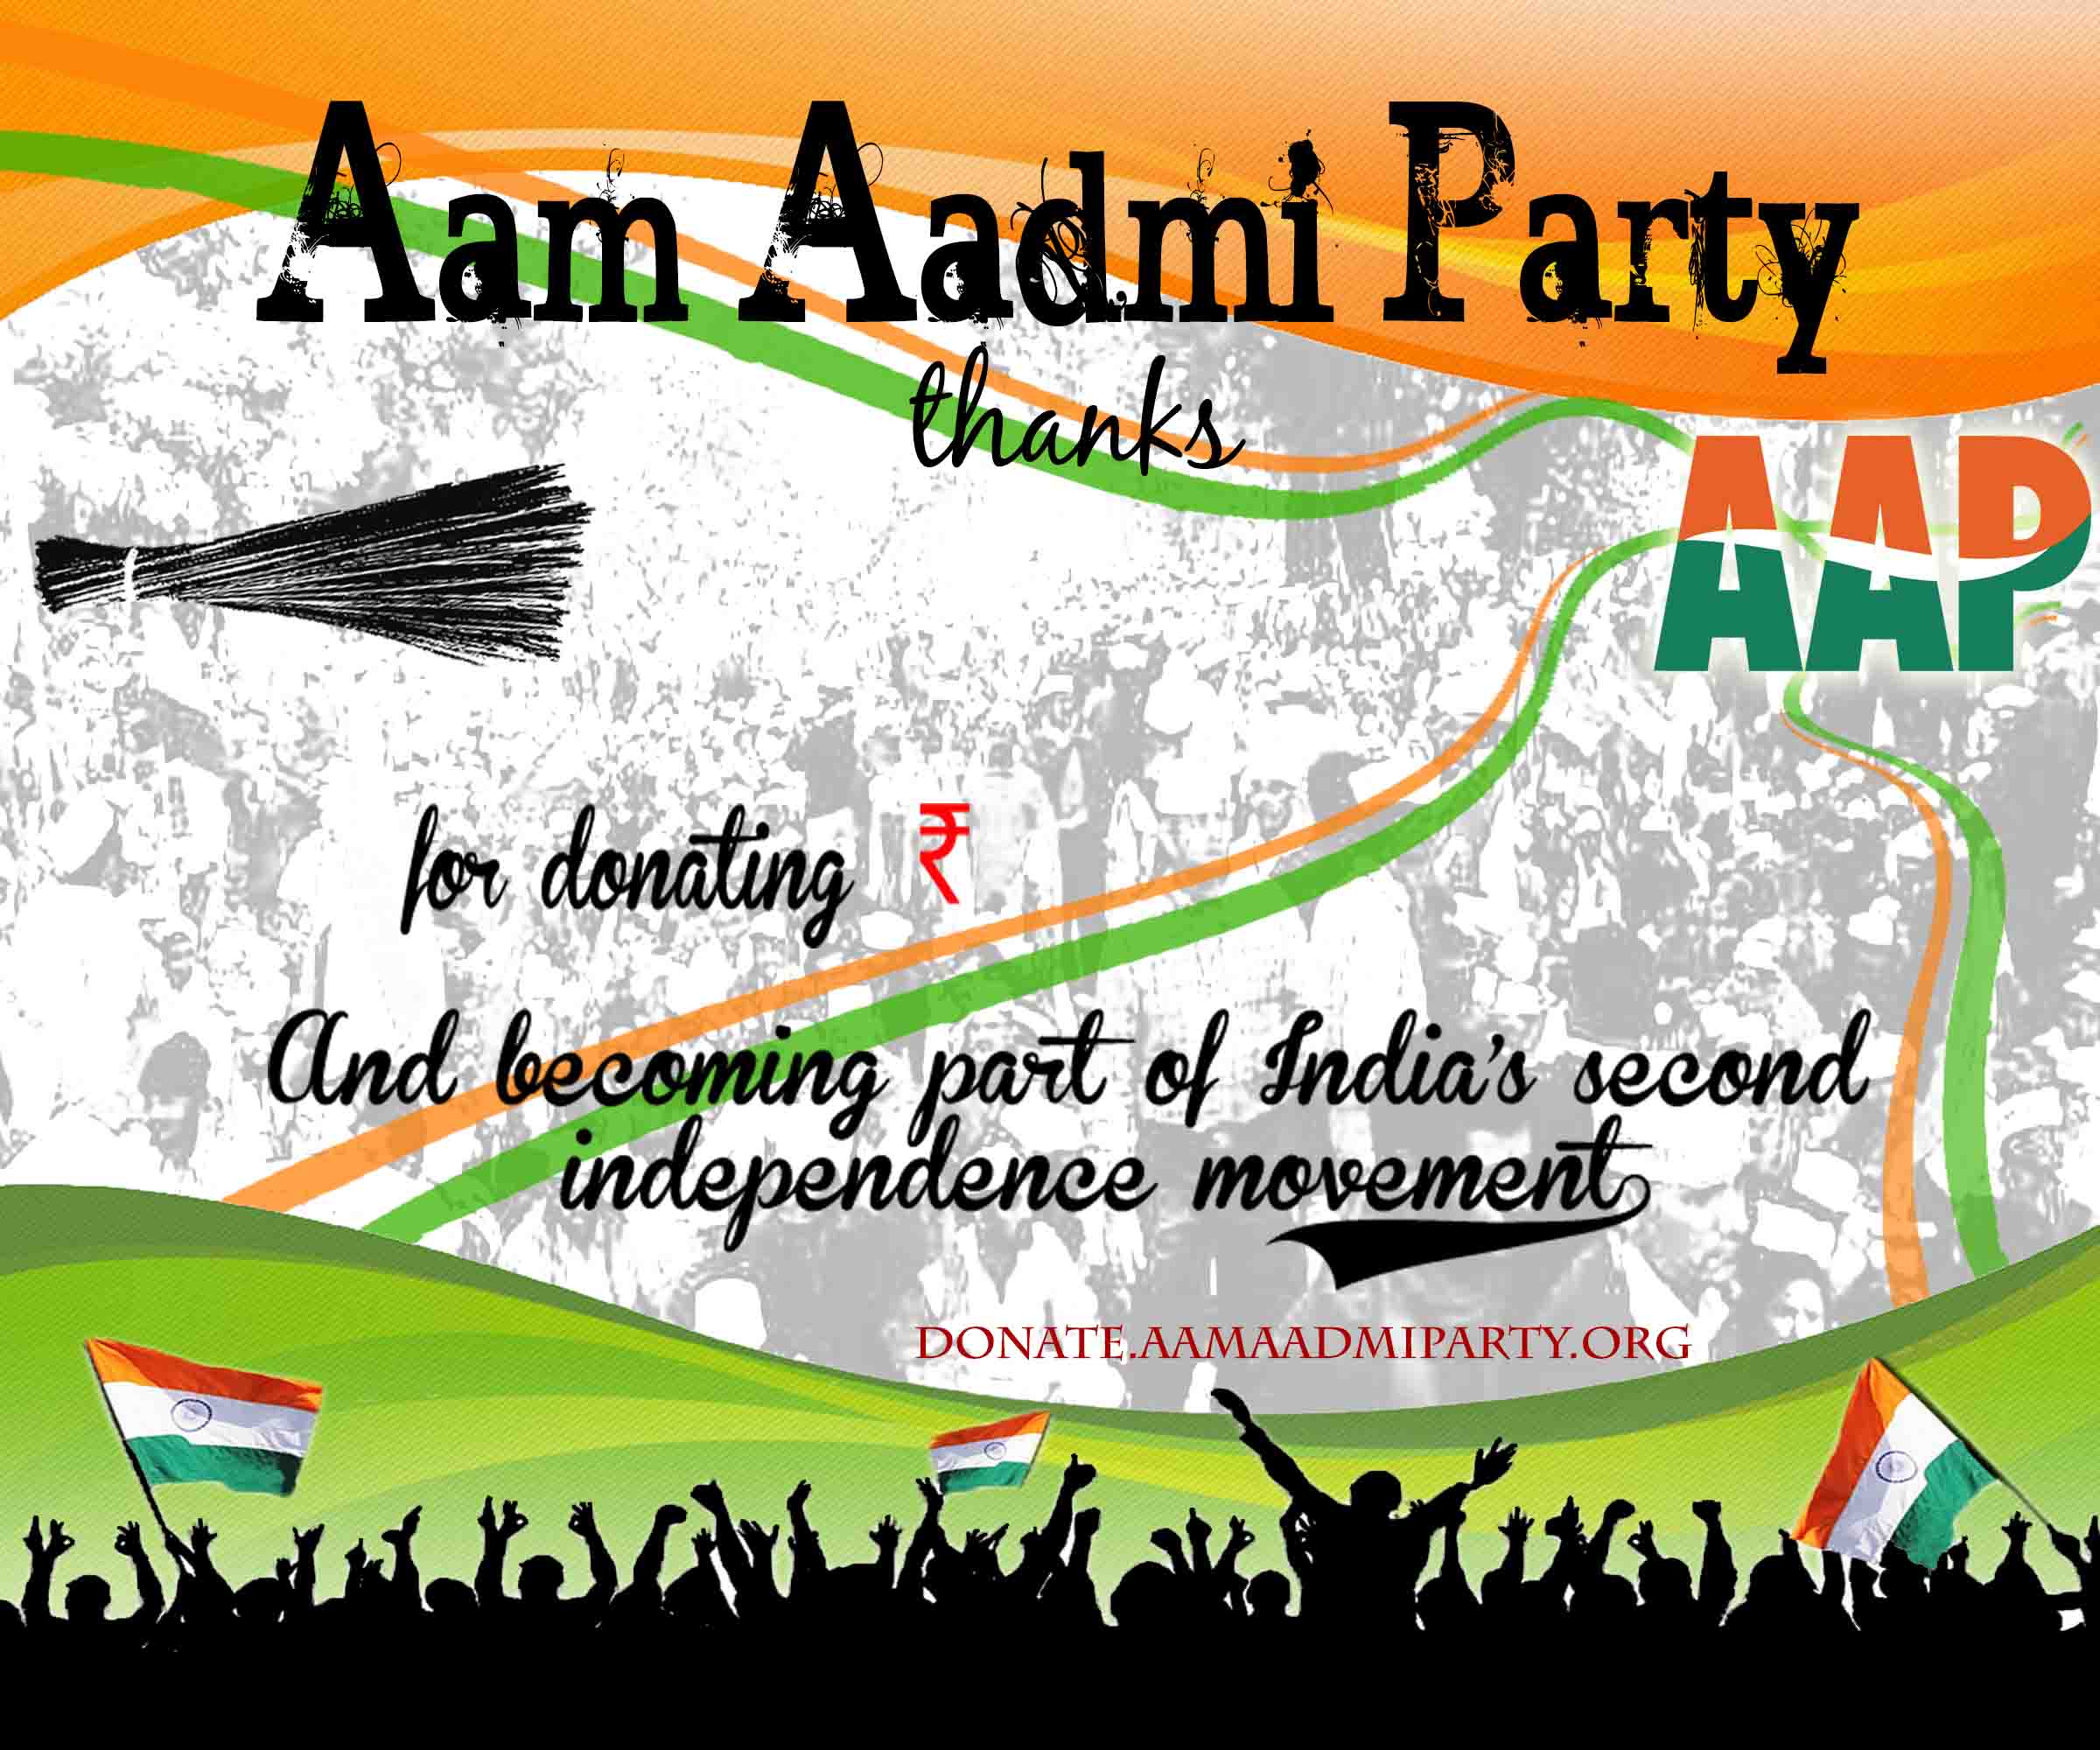 Aam Aadmi Party
thanks
AAP
for donating ₹
And becoming part of India's second
independence movement
DONATE.AAMAADMIPARTY.ORG